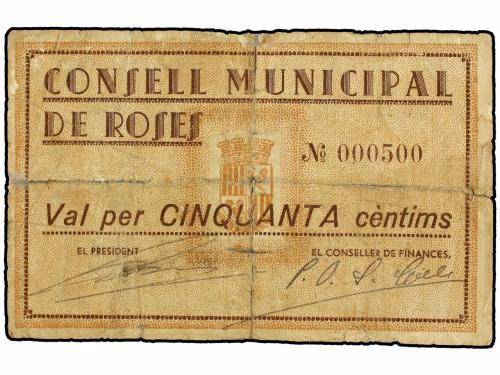 CONSELL MUNICIPAL
DE ROSES
№ 000500
Val per CINQUANTA cèntims
EL PRESIDENT
EL CONSELLER DE FINANCES,
P. O. S.